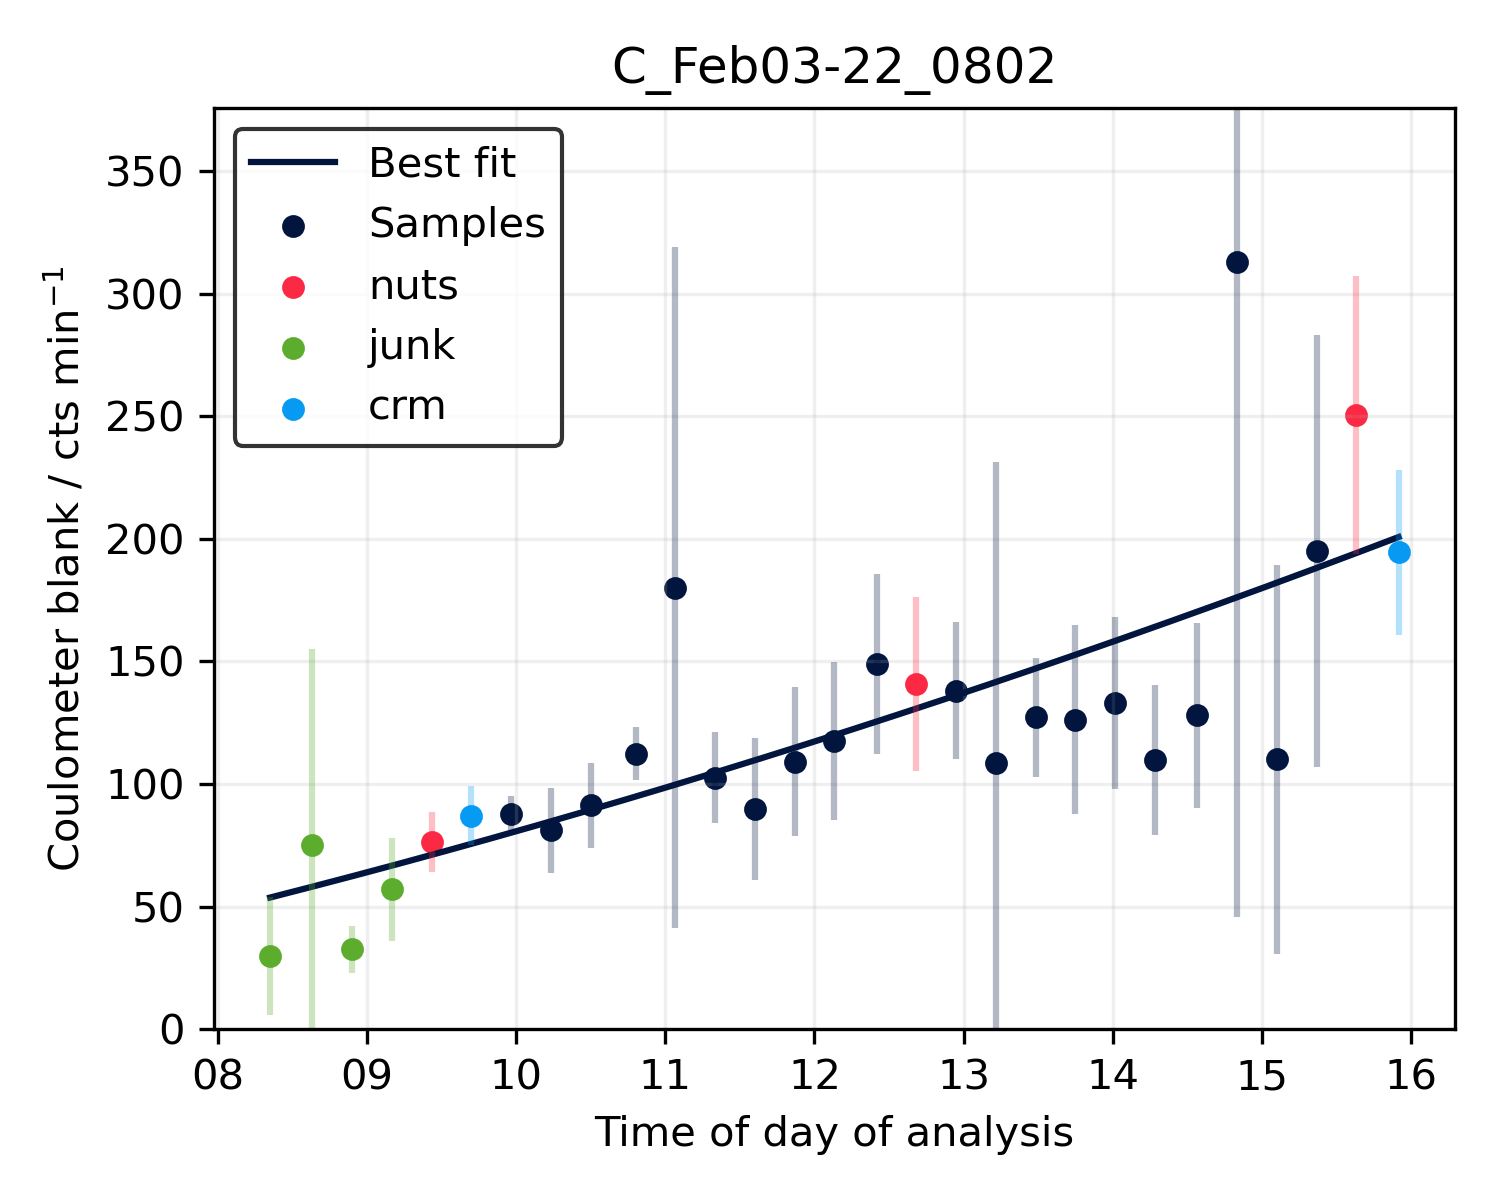 C_Feb03-22_0802
Best fit
Samples
nuts
junk
crm
Coulometer blank / cts min⁻¹
350
300
250
200
150
100
50
0
08 09 10 11 12 13 14 15 16
Time of day of analysis